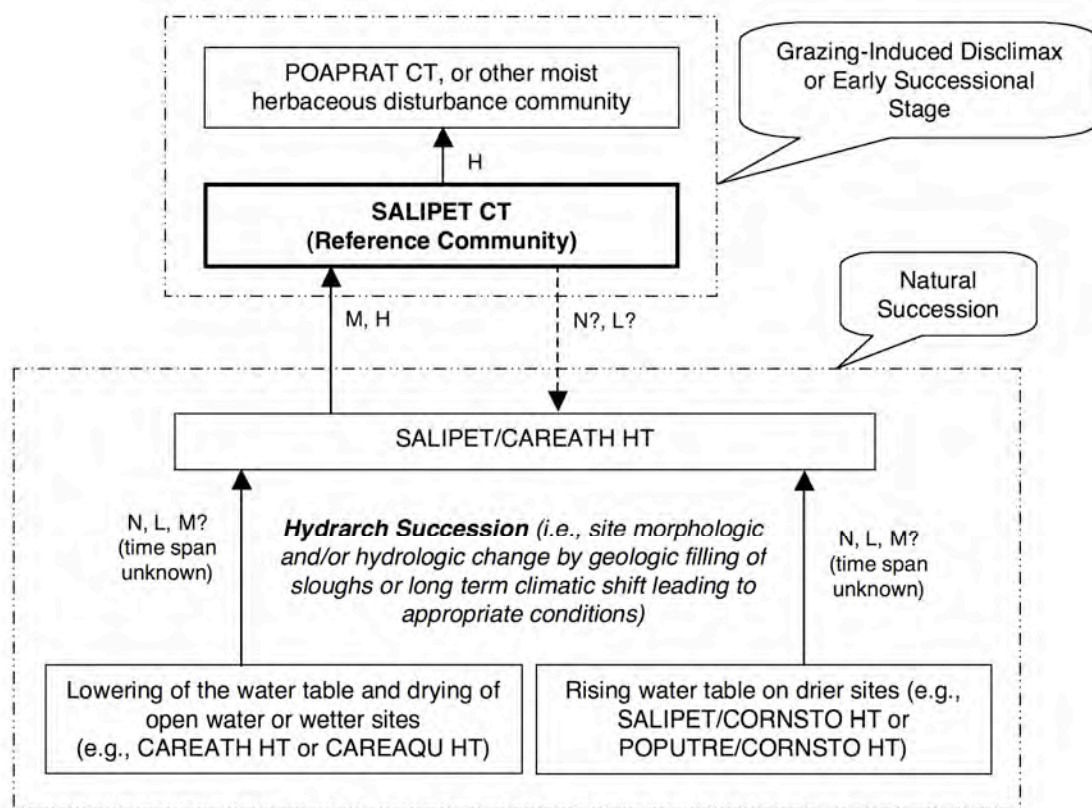 Grazing-Induced Disclimax
or Early Successional
Stage
POAPRAT CT, or other moist
herbaceous disturbance community
H
SALIPET CT
(Reference Community)
Natural
Succession
M, H
N?, L?
SALIPET/CAREATH HT
N, L, M?
(time span
unknown)
Hydrarch Succession (i.e., site morphologic
and/or hydrologic change by geologic filling of
sloughs or long term climatic shift leading to
appropriate conditions)
N, L, M?
(time span
unknown)
Lowering of the water table and drying of
open water or wetter sites
(e.g., CAREATH HT or CAREAQU HT)
Rising water table on drier sites (e.g.,
SALIPET/CORNSTO HT or
POPUTRE/CORNSTO HT)